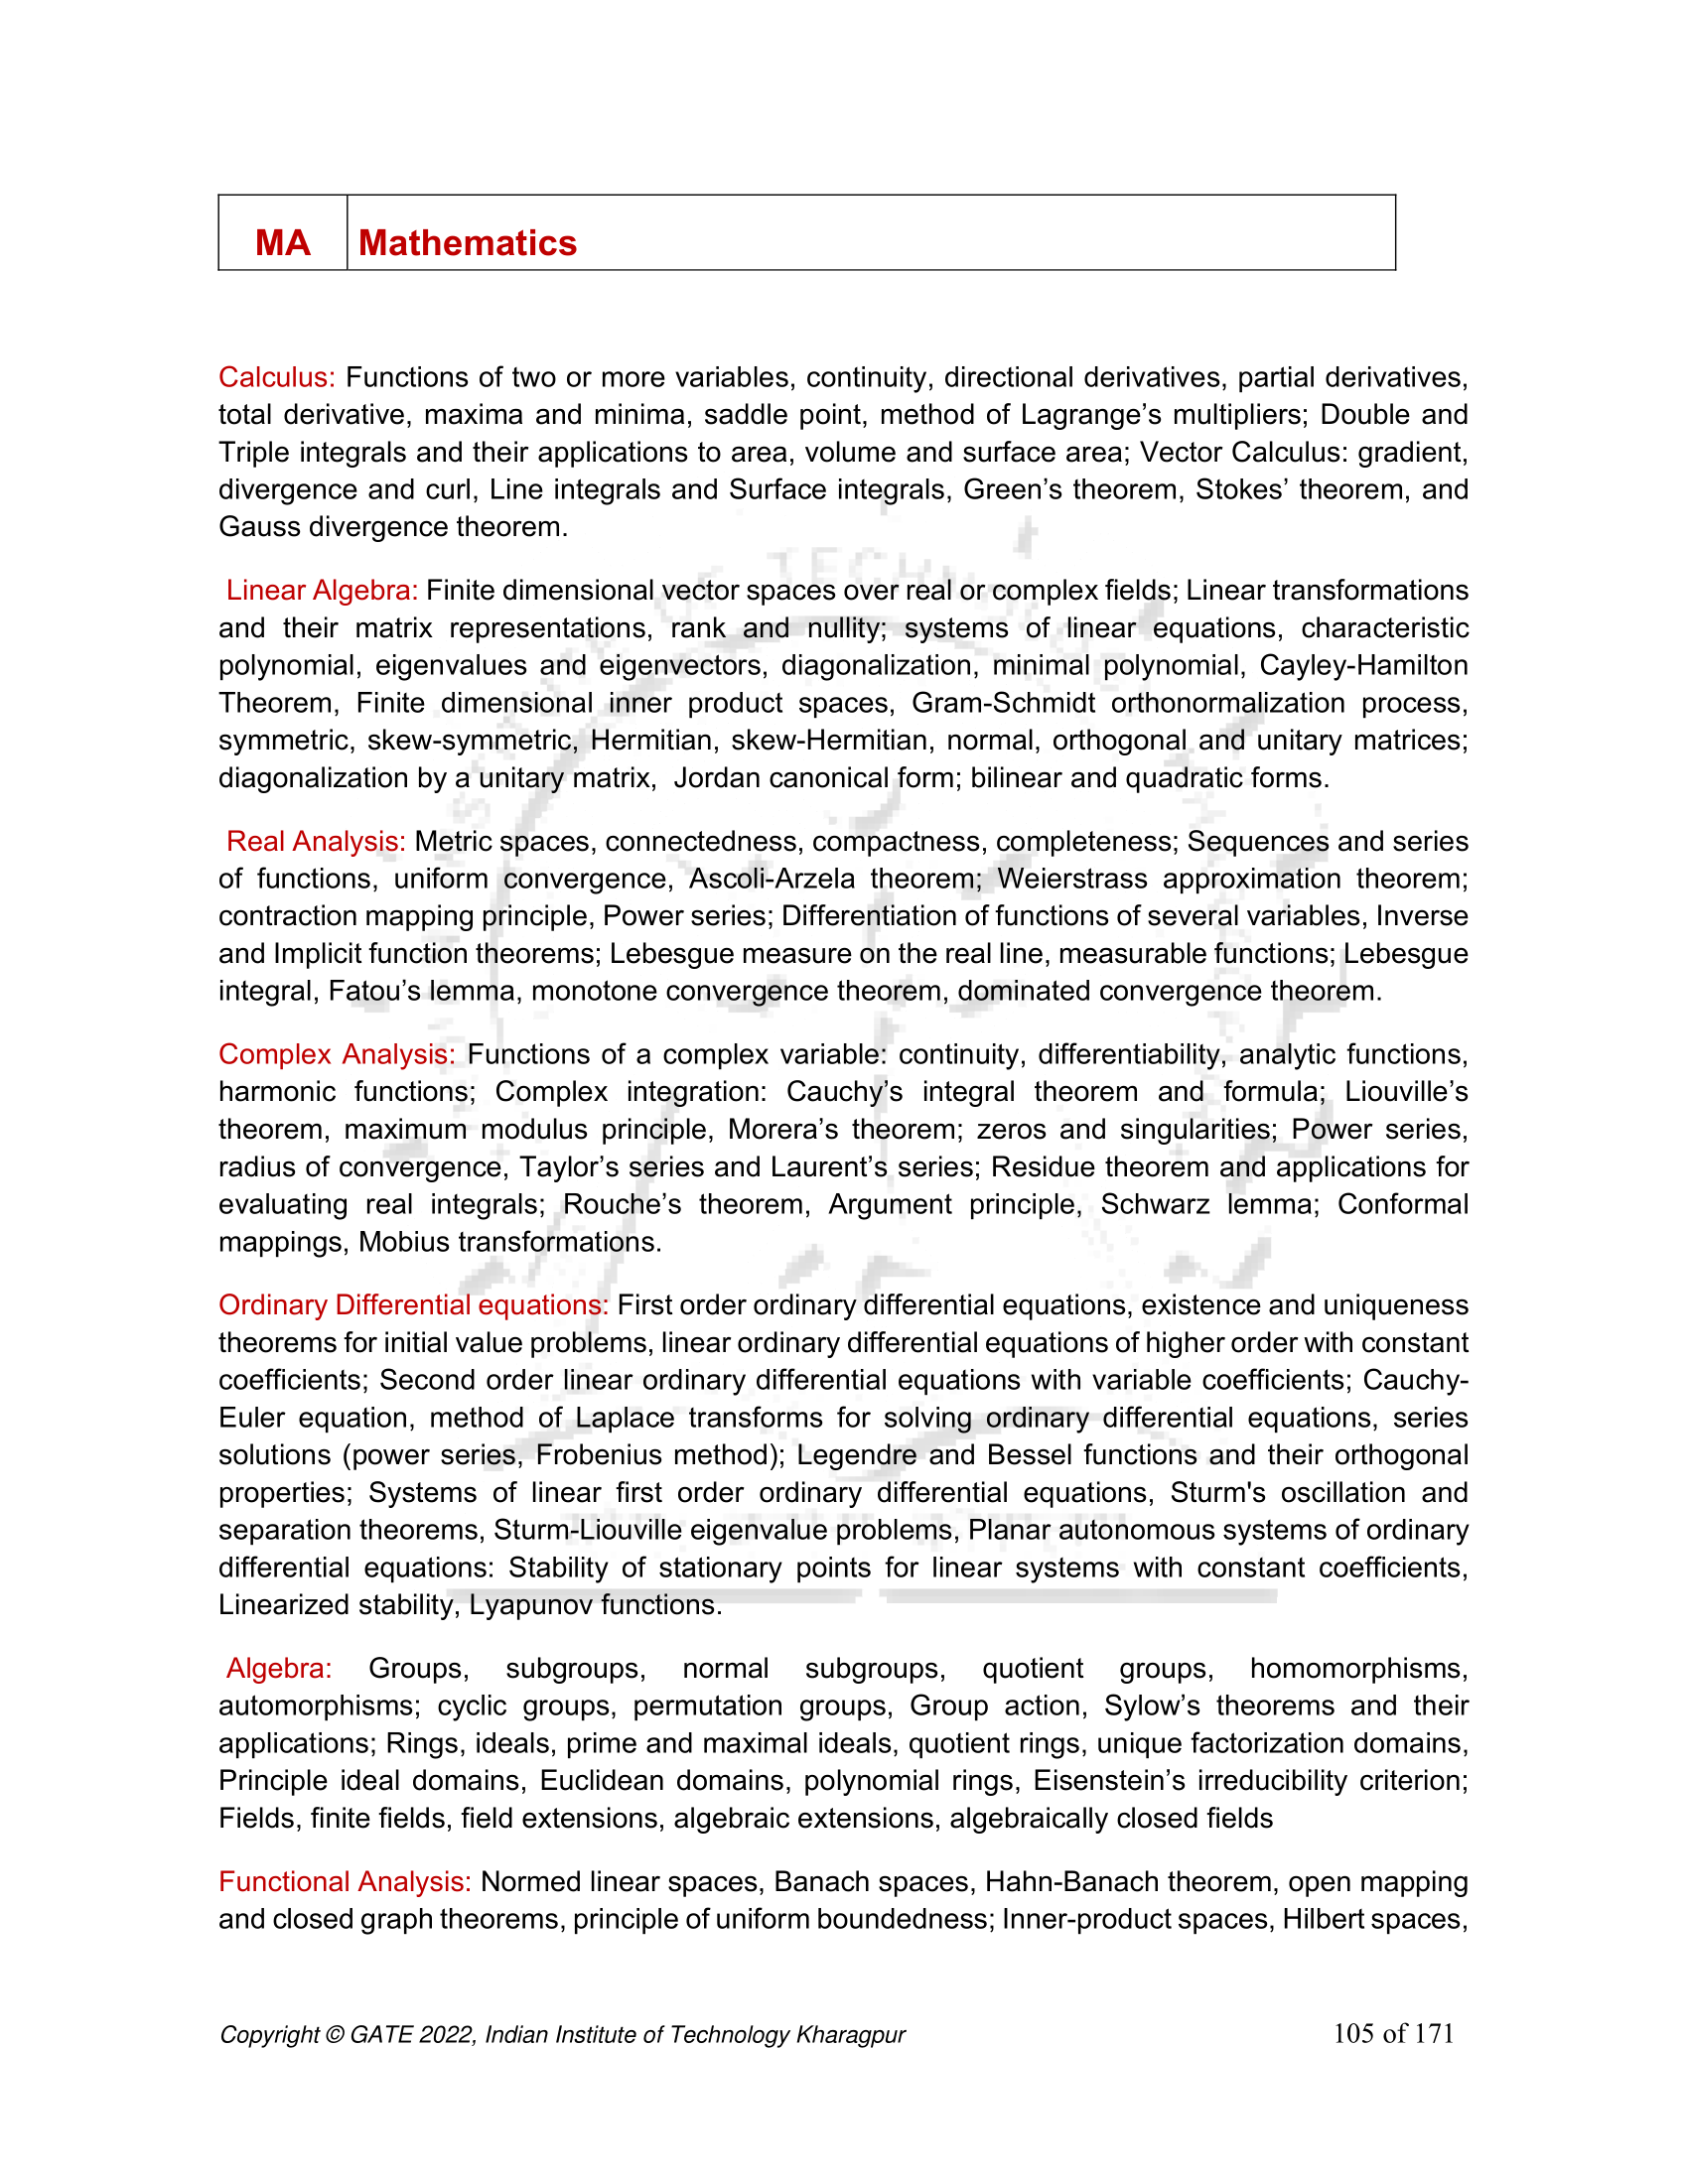 MA Mathematics
Calculus: Functions of two or more variables, continuity, directional derivatives, partial derivatives,
total derivative, maxima and minima, saddle point, method of Lagrange’s multipliers; Double and
Triple integrals and their applications to area, volume and surface area; Vector Calculus: gradient,
divergence and curl, Line integrals and Surface integrals, Green’s theorem, Stokes’ theorem, and
Gauss divergence theorem.
Linear Algebra: Finite dimensional vector spaces over real or complex fields; Linear transformations
and their matrix representations, rank and nullity; systems of linear equations, characteristic
polynomial, eigenvalues and eigenvectors, diagonalization, minimal polynomial, Cayley-Hamilton
Theorem, Finite dimensional inner product spaces, Gram-Schmidt orthonormalization process,
symmetric, skew-symmetric, Hermitian, skew-Hermitian, normal, orthogonal and unitary matrices;
diagonalization by a unitary matrix, Jordan canonical form; bilinear and quadratic forms.
Real Analysis: Metric spaces, connectedness, compactness, completeness; Sequences and series
of functions, uniform convergence, Ascoli-Arzela theorem; Weierstrass approximation theorem;
contraction mapping principle, Power series; Differentiation of functions of several variables, Inverse
and Implicit function theorems; Lebesgue measure on the real line, measurable functions; Lebesgue
integral, Fatou’s lemma, monotone convergence theorem, dominated convergence theorem.
Complex Analysis: Functions of a complex variable: continuity, differentiability, analytic functions,
harmonic functions; Complex integration: Cauchy’s integral theorem and formula; Liouville’s
theorem, maximum modulus principle, Morera’s theorem; zeros and singularities; Power series,
radius of convergence, Taylor’s series and Laurent’s series; Residue theorem and applications for
evaluating real integrals; Rouche’s theorem, Argument principle, Schwarz lemma; Conformal
mappings, Mobius transformations.
Ordinary Differential equations: First order ordinary differential equations, existence and uniqueness
theorems for initial value problems, linear ordinary differential equations of higher order with constant
coefficients; Second order linear ordinary differential equations with variable coefficients; Cauchy-
Euler equation, method of Laplace transforms for solving ordinary differential equations, series
solutions (power series, Frobenius method); Legendre and Bessel functions and their orthogonal
properties; Systems of linear first order ordinary differential equations, Sturm's oscillation and
separation theorems, Sturm-Liouville eigenvalue problems, Planar autonomous systems of ordinary
differential equations: Stability of stationary points for linear systems with constant coefficients,
Linearized stability, Lyapunov functions.
Algebra: Groups, subgroups, normal subgroups, quotient groups, homomorphisms,
automorphisms; cyclic groups, permutation groups, Group action, Sylow’s theorems and their
applications; Rings, ideals, prime and maximal ideals, quotient rings, unique factorization domains,
Principle ideal domains, Euclidean domains, polynomial rings, Eisenstein’s irreducibility criterion;
Fields, finite fields, field extensions, algebraic extensions, algebraically closed fields
Functional Analysis: Normed linear spaces, Banach spaces, Hahn-Banach theorem, open mapping
and closed graph theorems, principle of uniform boundedness; Inner-product spaces, Hilbert spaces,
Copyright © GATE 2022, Indian Institute of Technology Kharagpur 105 of 171